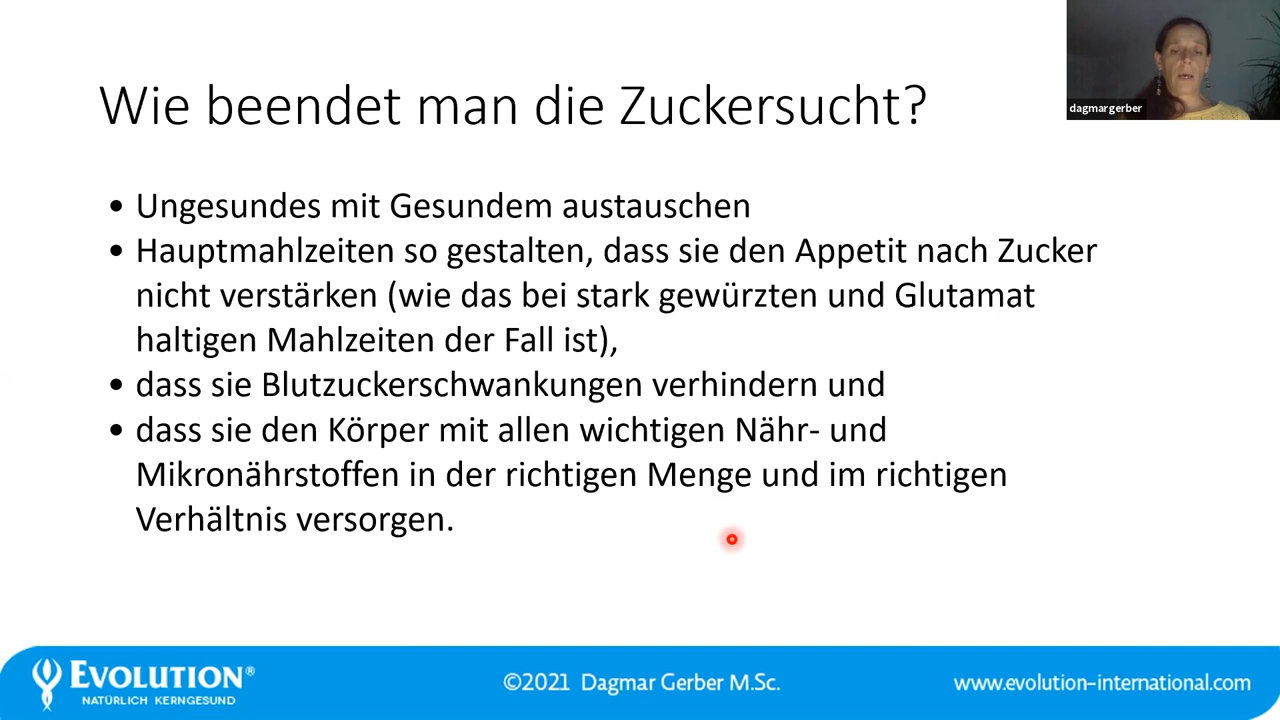 dagmargerber
Wie beendet man die Zuckersucht?
• Ungesundes mit Gesundem austauschen
• Hauptmahlzeiten so gestalten, dass sie den Appetit nach Zucker
nicht verstärken (wie das bei stark gewürzten und Glutamat
haltigen Mahlzeiten der Fall ist),
• dass sie Blutzuckerschwankungen verhindern und
• dass sie den Körper mit allen wichtigen Nähr- und
Mikronährstoffen in der richtigen Menge und im richtigen
Verhältnis versorgen.
EVOLUTION®
NATÜRLICH KERNGESUND
©2021 Dagmar Gerber M.Sc.
www.evolution-international.com